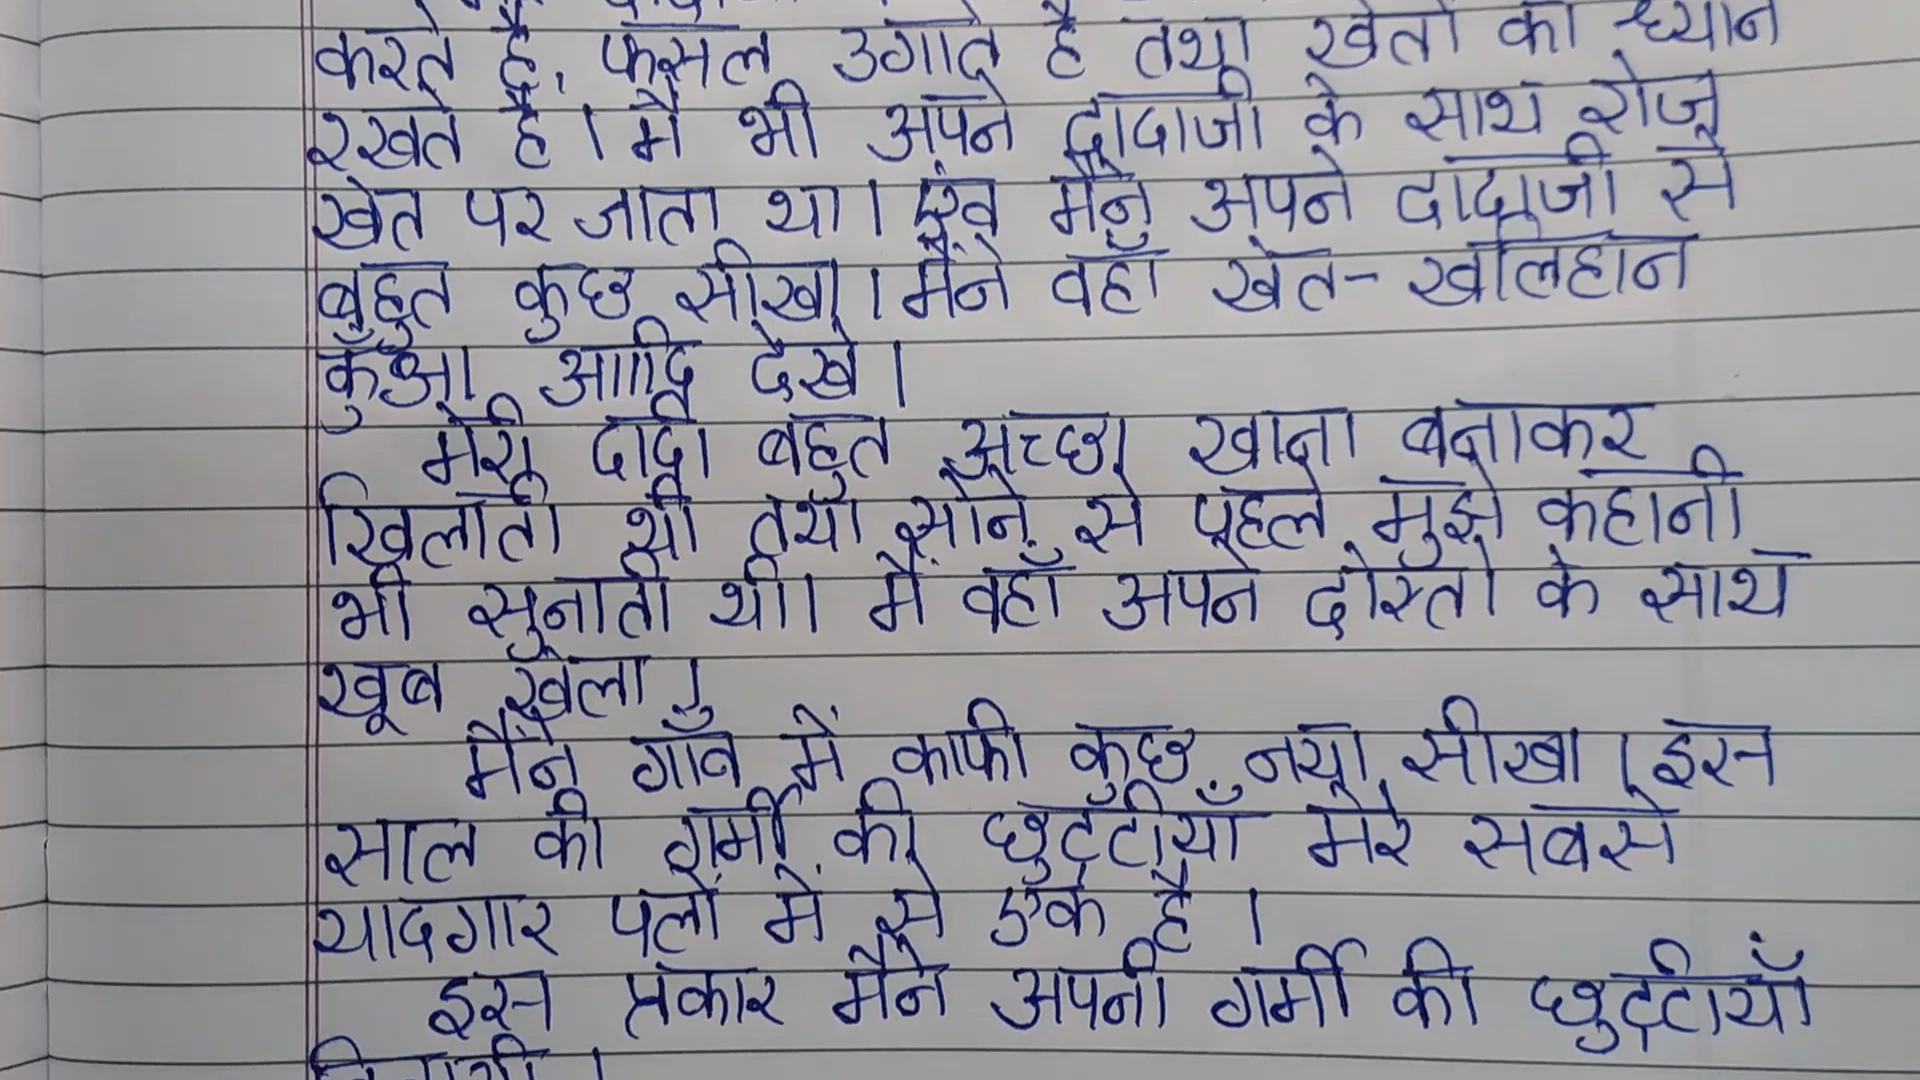 करते है, फसल उगाते है तथा खेतो का ध्यान
रखते है। मै भी अपने दादाजी के साथ रोज
खेत पर जाता था। एंव मैंने अपने दादाजी से
बहुत कुछ सीखा। मैंने वहाँ खेत-खलिहान
कुँआ आदि देखे।
मेरी दादी बहुत अच्छा खाना बनाकर
खिलाती थी तथा सोने से पहले मुझे कहानी
भी सुनाती थी। मैं वहाँ अपने दोस्तो के साथ
खूब खेला।
मैंने गाँव में काफी कुछ नया सीखा। इस
साल की गर्मी की छुट्टीयाँ मेरे सबसे
यादगार पलों में से एक है।
इस प्रकार मैंने अपनी गर्मी की छुट्टीयाँ